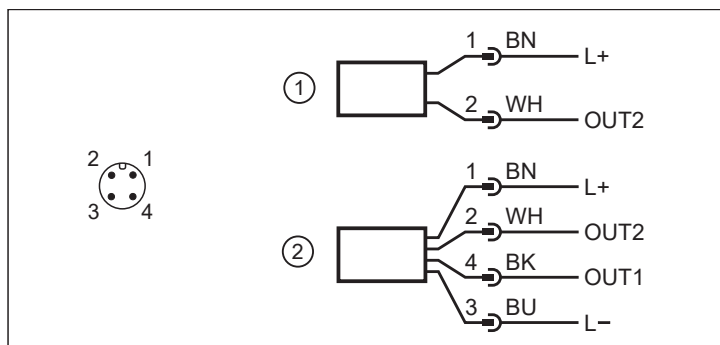 1 BN L+
1
2 WH OUT2
2 1
3 4
1 BN L+
2 WH OUT2
2
4 BK OUT1
3 BU L−